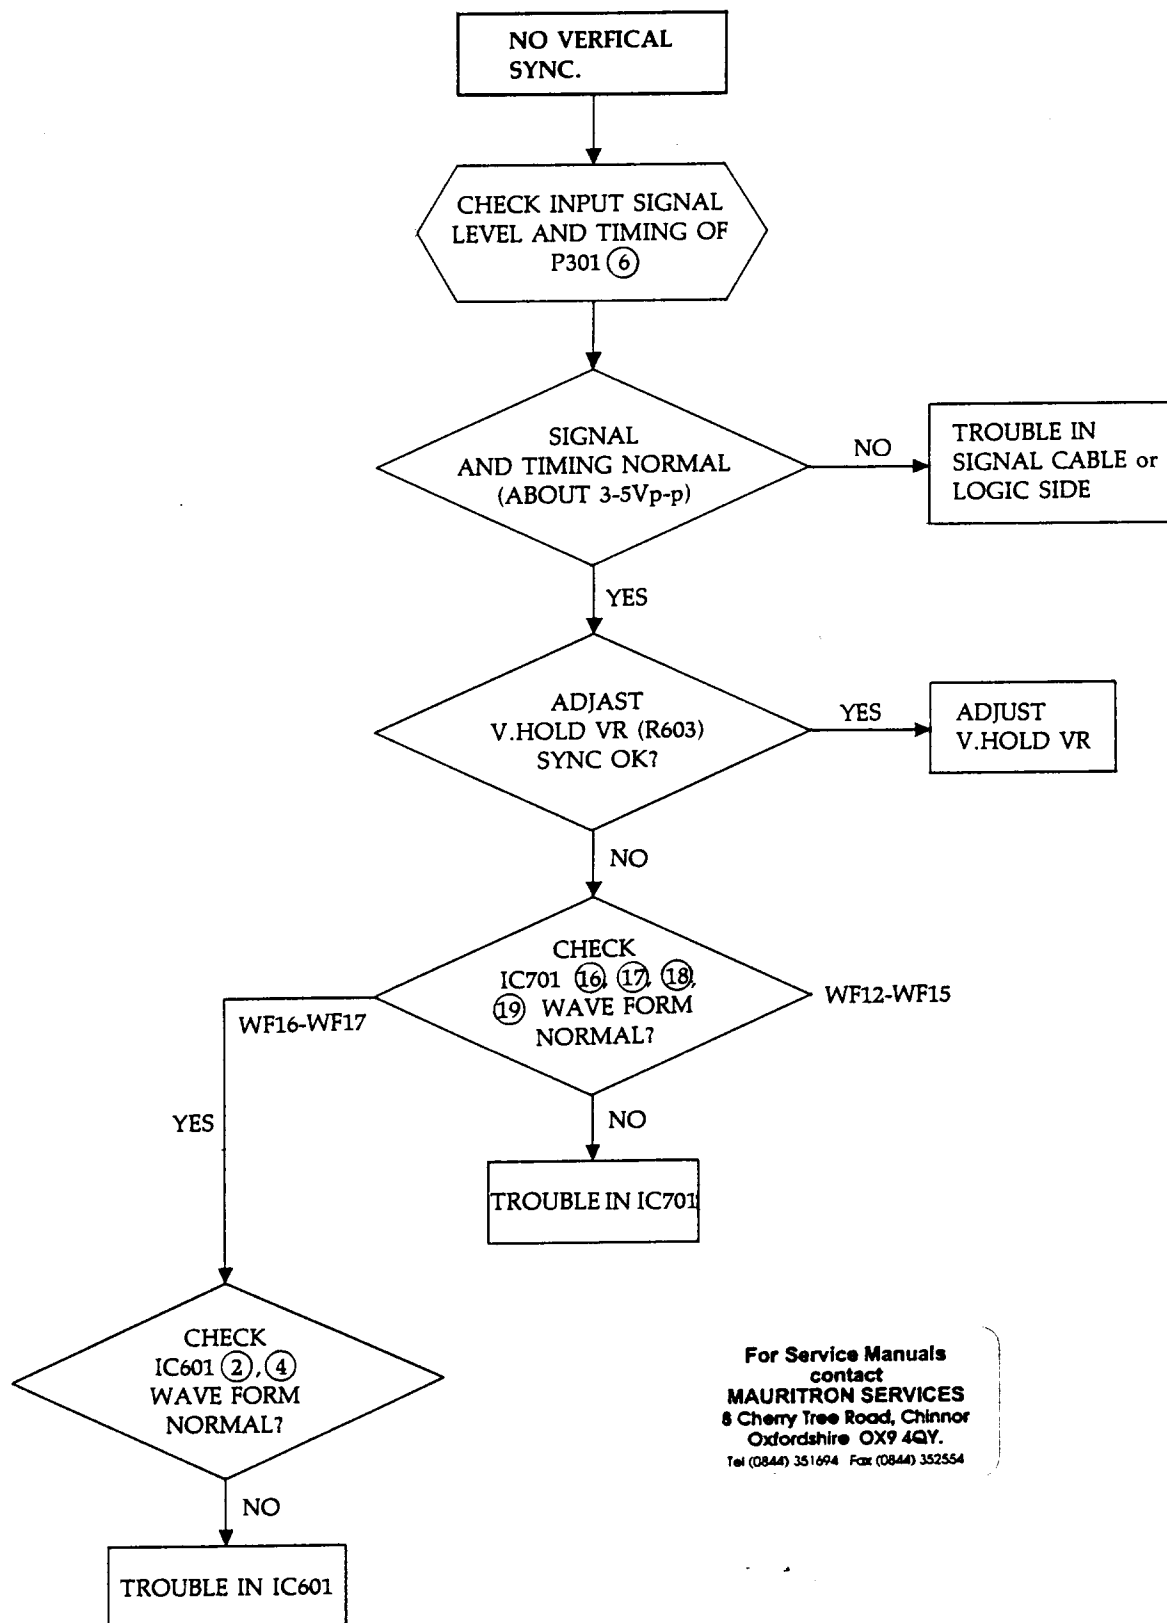 NO VERFICAL
SYNC.
CHECK INPUT SIGNAL
LEVEL AND TIMING OF
P301 ⑥
SIGNAL
AND TIMING NORMAL
(ABOUT 3-5Vp-p)
NO
TROUBLE IN
SIGNAL CABLE or
LOGIC SIDE
YES
ADJAST
V.HOLD VR (R603)
SYNC OK?
YES
ADJUST
V.HOLD VR
NO
CHECK
IC701 ⑯, ⑰, ⑱,
⑲ WAVE FORM
NORMAL?
WF12-WF15
WF16-WF17
YES
NO
TROUBLE IN IC701
CHECK
IC601 ②, ④
WAVE FORM
NORMAL?
NO
TROUBLE IN IC601
For Service Manuals
contact
MAURITRON SERVICES
8 Cherry Tree Road, Chinnor
Oxfordshire OX9 4QY.
Tel (0844) 351694 Fax (0844) 352554